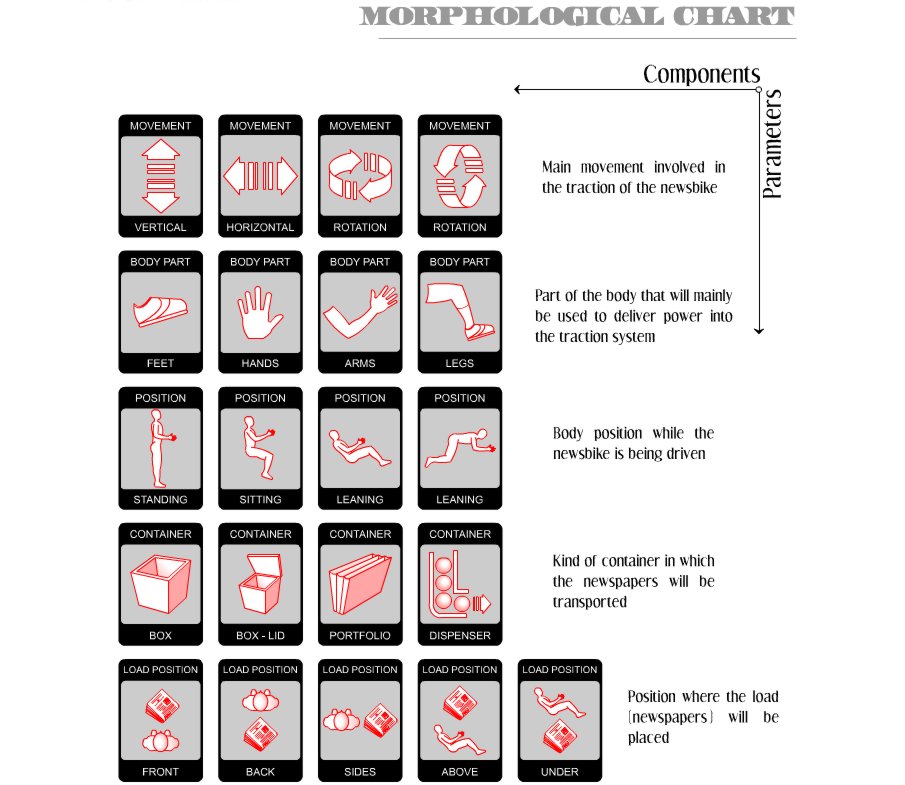 MORPHOLOGICAL CHART
Components
Parameters
MOVEMENT MOVEMENT MOVEMENT MOVEMENT
VERTICAL HORIZONTAL ROTATION ROTATION
Main movement involved in
the traction of the newsbike
BODY PART BODY PART BODY PART BODY PART
FEET HANDS ARMS LEGS
Part of the body that will mainly
be used to deliver power into
the traction system
POSITION POSITION POSITION POSITION
STANDING SITTING LEANING LEANING
Body position while the
newsbike is being driven
CONTAINER CONTAINER CONTAINER CONTAINER
BOX BOX - LID PORTFOLIO DISPENSER
Kind of container in which
the newspapers will be
transported
LOAD POSITION LOAD POSITION LOAD POSITION LOAD POSITION LOAD POSITION
FRONT BACK SIDES ABOVE UNDER
Position where the load
(newspapers) will be
placed